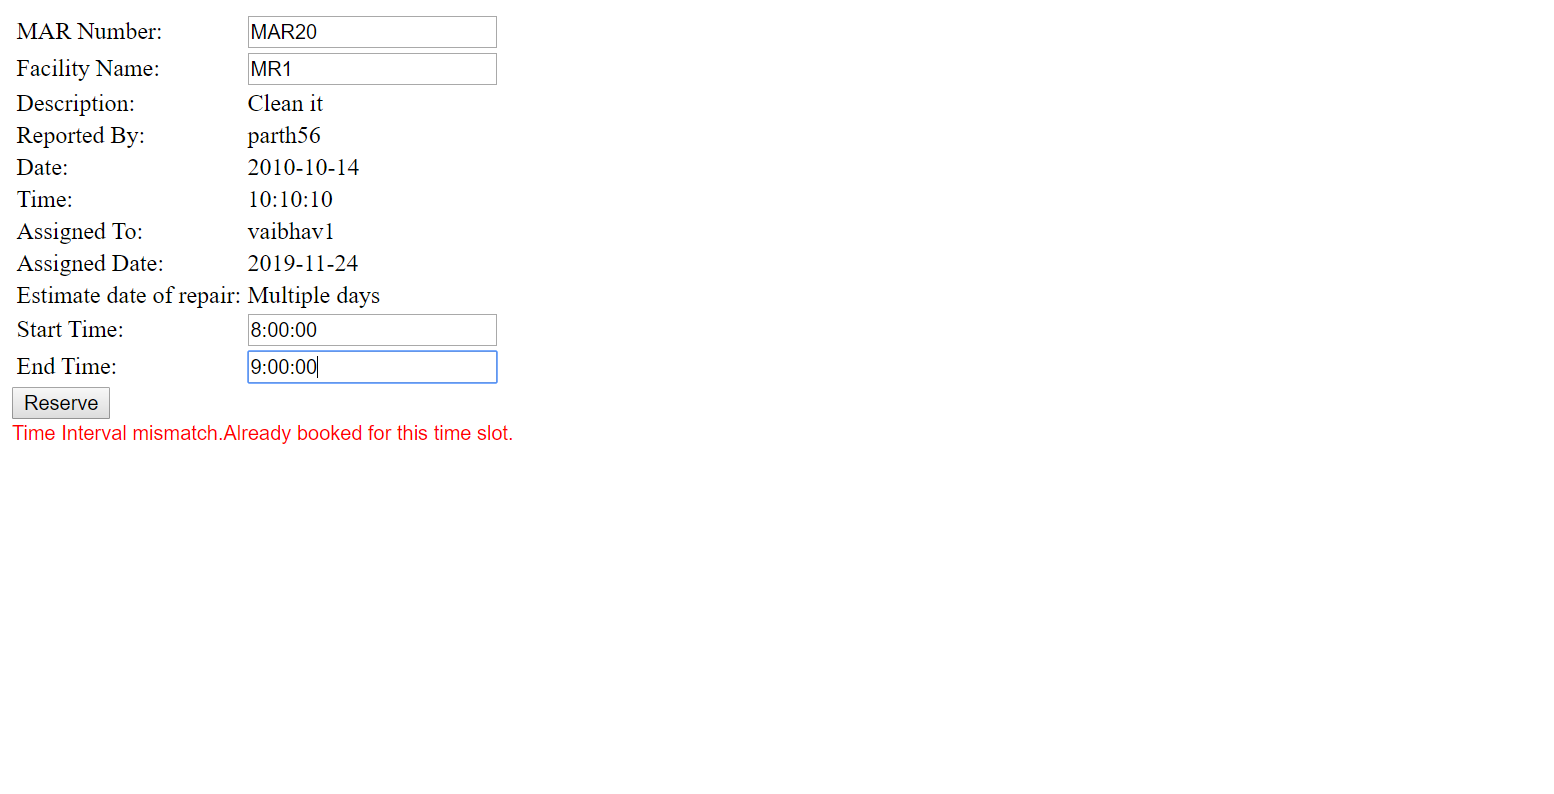 MAR Number: MAR20
Facility Name: MR1
Description: Clean it
Reported By: parth56
Date: 2010-10-14
Time: 10:10:10
Assigned To: vaibhav1
Assigned Date: 2019-11-24
Estimate date of repair: Multiple days
Start Time: 8:00:00
End Time: 9:00:00
Reserve
Time Interval mismatch.Already booked for this time slot.